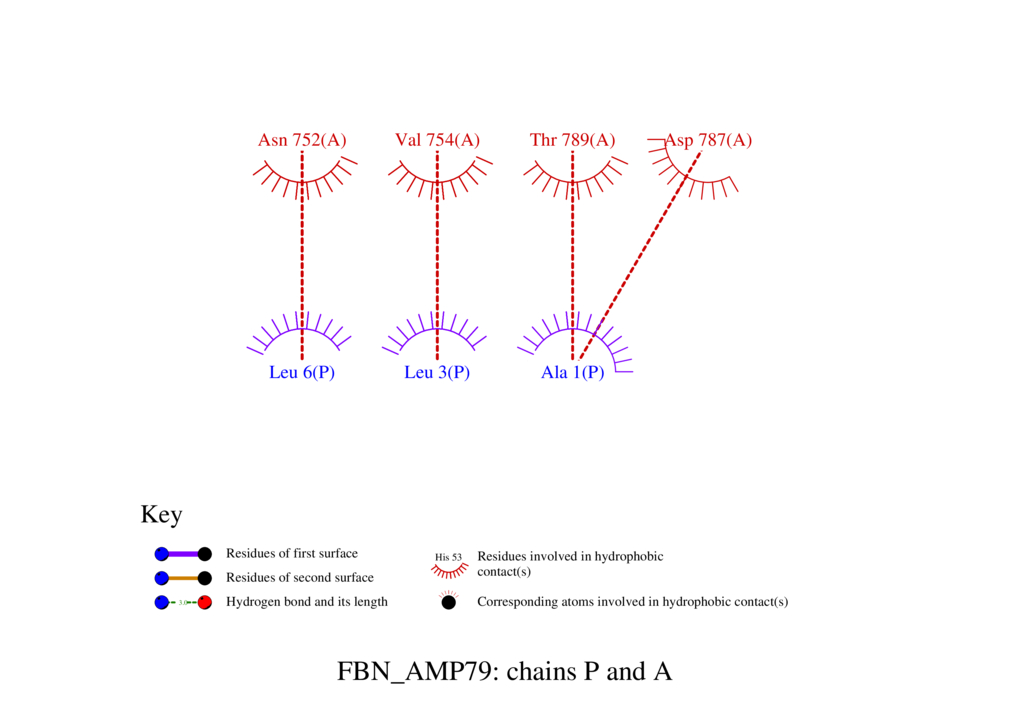 Asn 752(A) Val 754(A) Thr 789(A) Asp 787(A)
Leu 6(P) Leu 3(P) Ala 1(P)
Key
Residues of first surface
Residues of second surface
3.0
Hydrogen bond and its length
His 53
Residues involved in hydrophobic
contact(s)
Corresponding atoms involved in hydrophobic contact(s)
FBN_AMP79: chains P and A